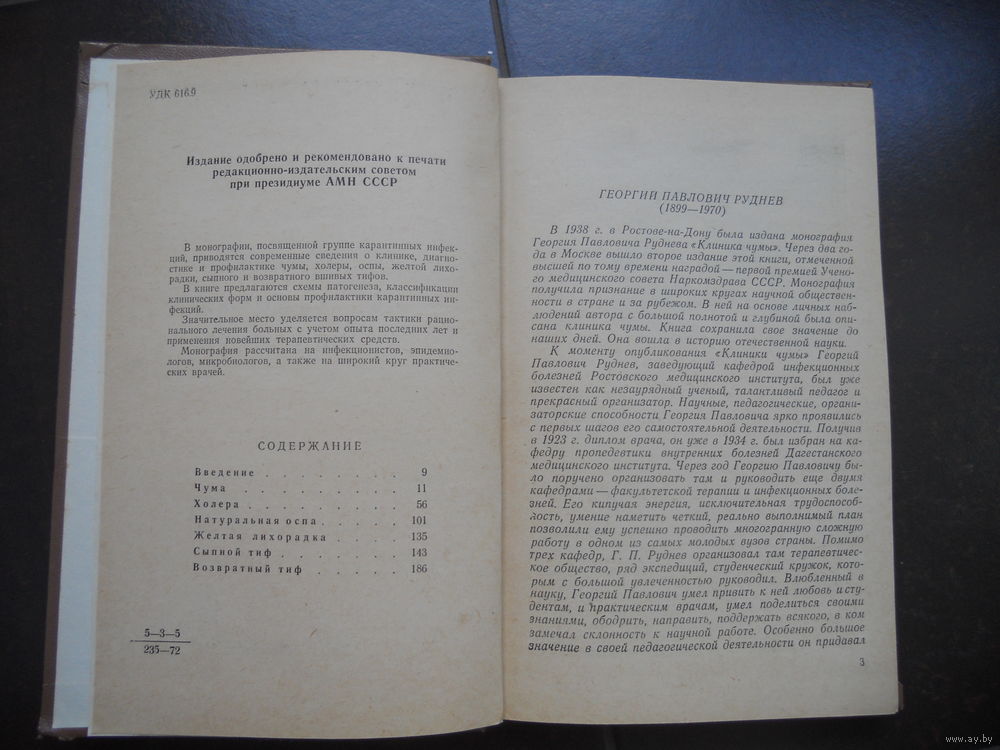 УДК 616.9
Издание одобрено и рекомендовано к печати
редакционно-издательским советом
при президиуме АМН СССР
В монографии, посвященной группе карантинных инфек-
ций, приводятся современные сведения о клинике, диагно-
стике и профилактике чумы, холеры, оспы, желтой лихо-
радки, сыпного и возвратного вшивых тифов.
В книге предлагаются схемы патогенеза, классификации
клинических форм и основы профилактики карантинных ин-
фекций.
Значительное место уделяется вопросам тактики рацио-
нального лечения больных с учетом опыта последних лет и
применения новейших терапевтических средств.
Монография рассчитана на инфекционистов, эпидемио-
логов, микробиологов, а также на широкий круг практиче-
ских врачей.
СОДЕРЖАНИЕ
Введение . . . . . . . . 9
Чума . . . . . . . . . 11
Холера . . . . . . . . 56
Натуральная оспа . . . . . 101
Желтая лихорадка . . . . 135
Сыпной тиф . . . . . . 143
Возвратный тиф . . . . . 186
5—3—5
235—72
ГЕОРГИЙ ПАВЛОВИЧ РУДНЕВ
(1899—1970)
В 1938 г. в Ростове-на-Дону была издана монография
Георгия Павловича Руднева «Клиника чумы». Через два го-
да в Москве вышло второе издание этой книги, отмеченной
высшей по тому времени наградой — первой премией Учено-
го медицинского совета Наркомздрава СССР. Монография
получила признание в широких кругах научной обществен-
ности в стране и за рубежом. В ней на основе личных наб-
людений автора с большой полнотой и глубиной была опи-
сана клиника чумы. Книга сохранила свое значение до
наших дней. Она вошла в историю отечественной науки.
К моменту опубликования «Клиники чумы» Георгий
Павлович Руднев, заведующий кафедрой инфекционных
болезней Ростовского медицинского института, был уже
известен как незаурядный ученый, талантливый педагог и
прекрасный организатор. Научные, педагогические, органи-
заторские способности Георгия Павловича ярко проявились
с первых шагов его самостоятельной деятельности. Получив
в 1923 г. диплом врача, он уже в 1934 г. был избран на ка-
федру пропедевтики внутренних болезней Дагестанского
медицинского института. Через год Георгию Павловичу бы-
ло поручено организовать там и руководить еще двумя
кафедрами — факультетской терапии и инфекционных боле-
зней. Его кипучая энергия, исключительная трудоспособ-
ность, умение наметить четкий, реально выполнимый план
позволили ему успешно проводить многогранную сложную
работу в одном из самых молодых вузов страны. Помимо
трех кафедр, Г. П. Руднев организовал там терапевтичес-
кое общество, ряд экспедиций, студенческий кружок, кото-
рым с большой увлеченностью руководил. Влюбленный в
науку, Георгий Павлович умел привить к ней любовь и сту-
дентам, и практическим врачам, умел поделиться своими
знаниями, ободрить, направить, поддержать всякого, в ком
замечал склонность к научной работе. Особенно большое
значение в своей педагогической деятельности он придавал
3
www.ay.by